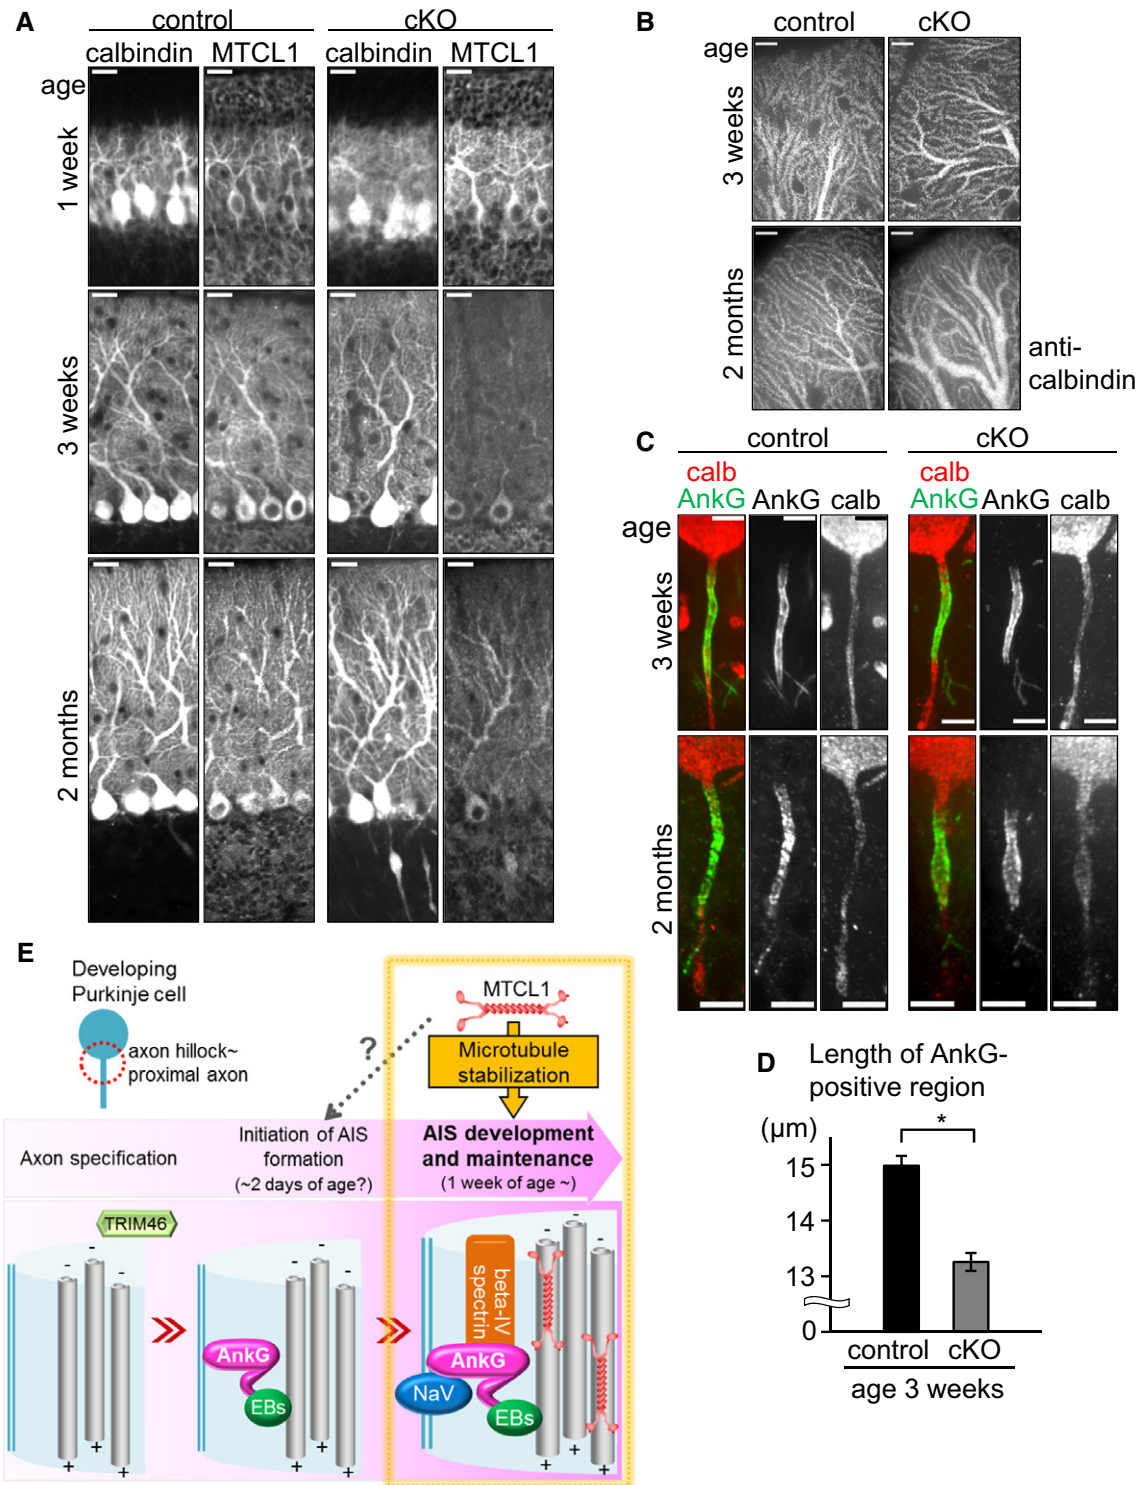 A
control
cKO
calbindin
MTCL1
calbindin
MTCL1
age
1 week
3 weeks
2 months
B
control
cKO
age
3 weeks
2 months
anti-
calbindin
C
control
cKO
calb
AnkG
AnkG
calb
calb
AnkG
AnkG
calb
age
3 weeks
2 months
D
Length of AnkG-
positive region
(μm)
*
15
14
13
0
control
cKO
age 3 weeks
E
Developing
Purkinje cell
axon hillock~
proximal axon
MTCL1
?
Microtubule
stabilization
Axon specification
Initiation of AIS
formation
(~2 days of age?)
AIS development
and maintenance
(1 week of age ~)
TRIM46
- - -
+ + +
AnkG
EBs
- - -
+ + +
beta-IV
spectrin
AnkG
NaV
EBs
- - -
+ + +